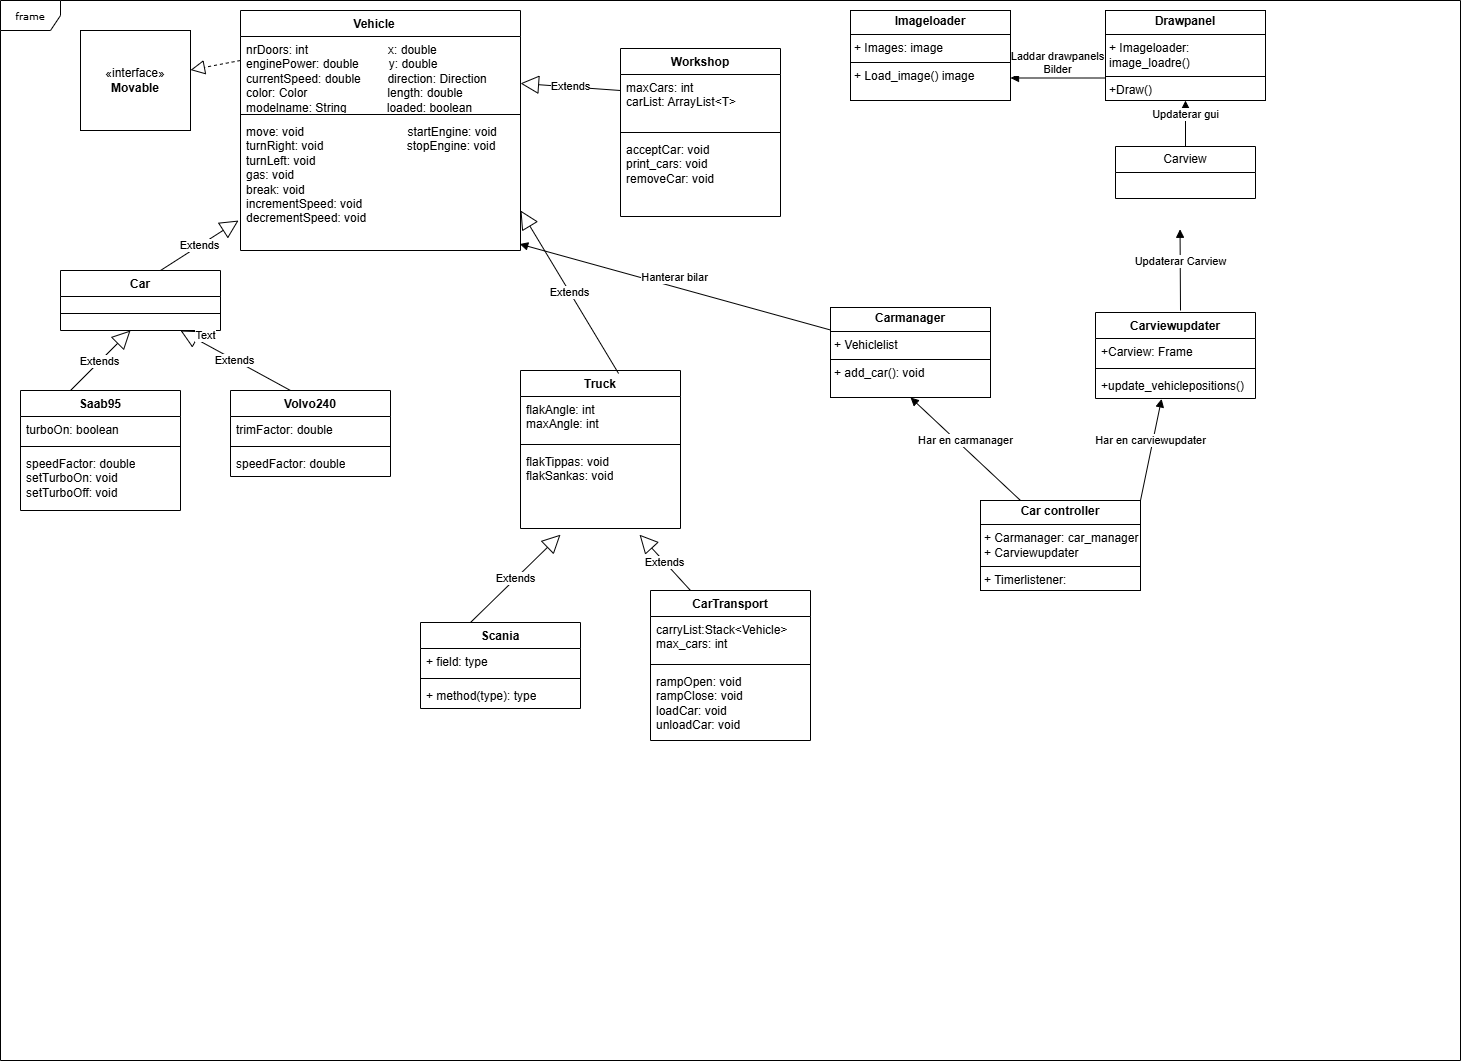 frame
«interface»
Movable
Vehicle
nrDoors: int
enginePower: double
currentSpeed: double
color: Color
modelname: String
x: double
y: double
direction: Direction
length: double
loaded: boolean
move: void
turnRight: void
turnLeft: void
gas: void
break: void
incrementSpeed: void
decrementSpeed: void
startEngine: void
stopEngine: void
Extends
Workshop
maxCars: int
carList: ArrayList<T>
acceptCar: void
print_cars: void
removeCar: void
Imageloader
+ Images: image
+ Load_image() image
Laddar drawpanels
Bilder
Drawpanel
+ Imageloader:
image_loadre()
+Draw()
Updaterar gui
Carview
Updaterar Carview
Extends
Car
Text
Extends
Extends
Saab95
turboOn: boolean
speedFactor: double
setTurboOn: void
setTurboOff: void
Volvo240
trimFactor: double
speedFactor: double
Extends
Hanterar bilar
Truck
flakAngle: int
maxAngle: int
flakTippas: void
flakSankas: void
Carmanager
+ Vehiclelist
+ add_car(): void
Carviewupdater
+Carview: Frame
+update_vehiclepositions()
Har en carmanager
Har en carviewupdater
Car controller
+ Carmanager: car_manager
+ Carviewupdater
+ Timerlistener:
Extends
Extends
Scania
+ field: type
+ method(type): type
CarTransport
carryList:Stack<Vehicle>
max_cars: int
rampOpen: void
rampClose: void
loadCar: void
unloadCar: void